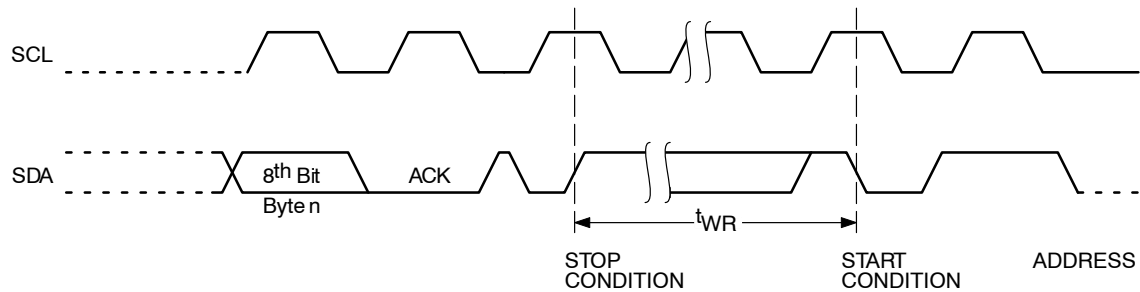 SCL
SDA
8th Bit
Byte n
ACK
tWR
STOP
CONDITION
START
CONDITION
ADDRESS